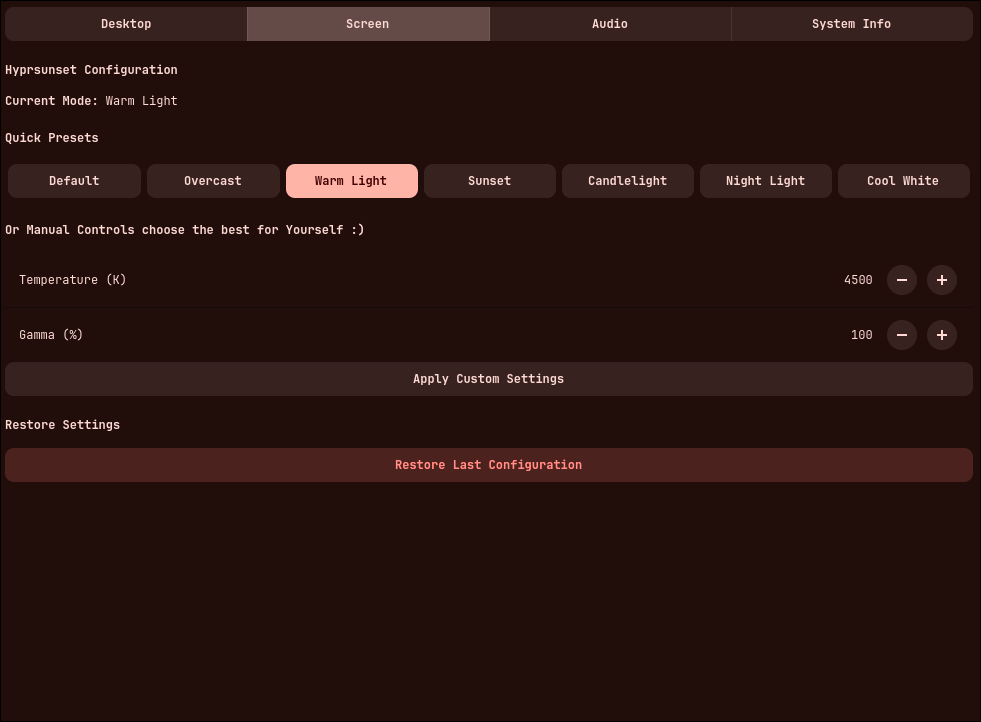 Desktop Screen Audio System Info
Hyprsunset Configuration
Current Mode: Warm Light
Quick Presets
Default Overcast Warm Light Sunset Candlelight Night Light Cool White
Or Manual Controls choose the best for Yourself :)
Temperature (K) 4500 − +
Gamma (%) 100 − +
Apply Custom Settings
Restore Settings
Restore Last Configuration